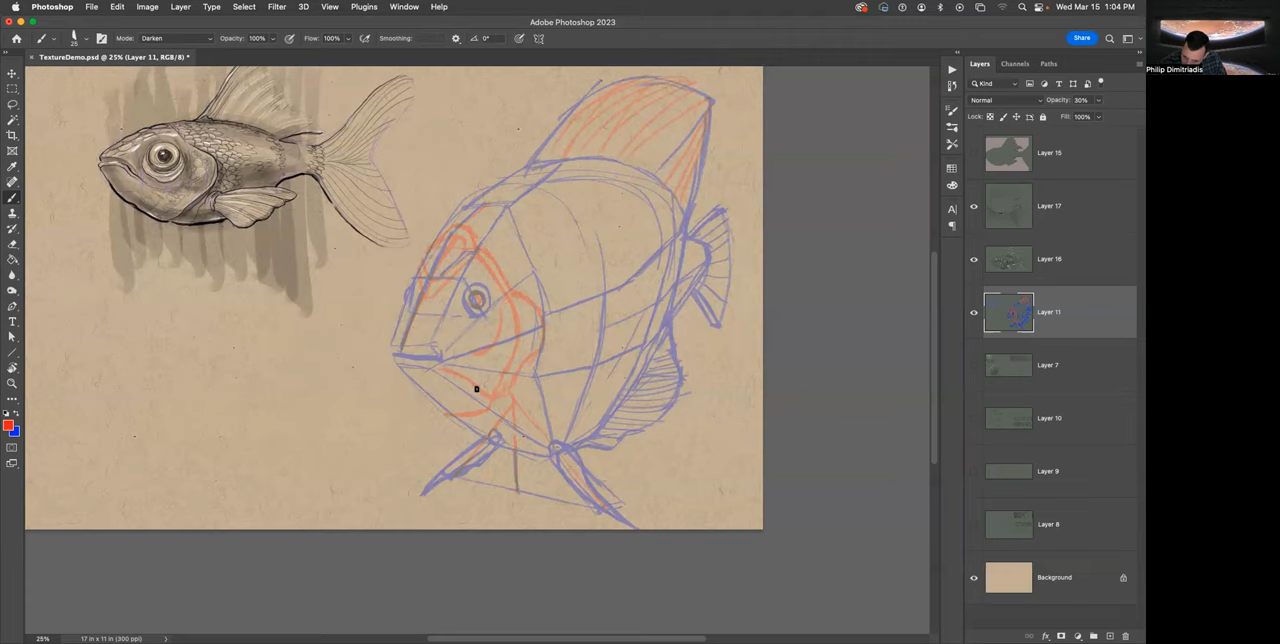 Photoshop File Edit Image Layer Type Select Filter 3D View Plugins Window Help Wed Mar 15 1:04 PM
Adobe Photoshop 2023
25 Mode: Darken Opacity: 100% Flow: 100% Smoothing: 0° Share
TextureDemo.psd @ 25% (Layer 11, RGB/8) *
Layers Channels Paths
Kind
Normal Opacity: 30%
Lock: Fill: 100%
Layer 15
Layer 17
Layer 16
Layer 11
Layer 7
Layer 10
Layer 9
Layer 8
Background
25% 17 in x 11 in (300 ppi)
Philip Dimitriadis